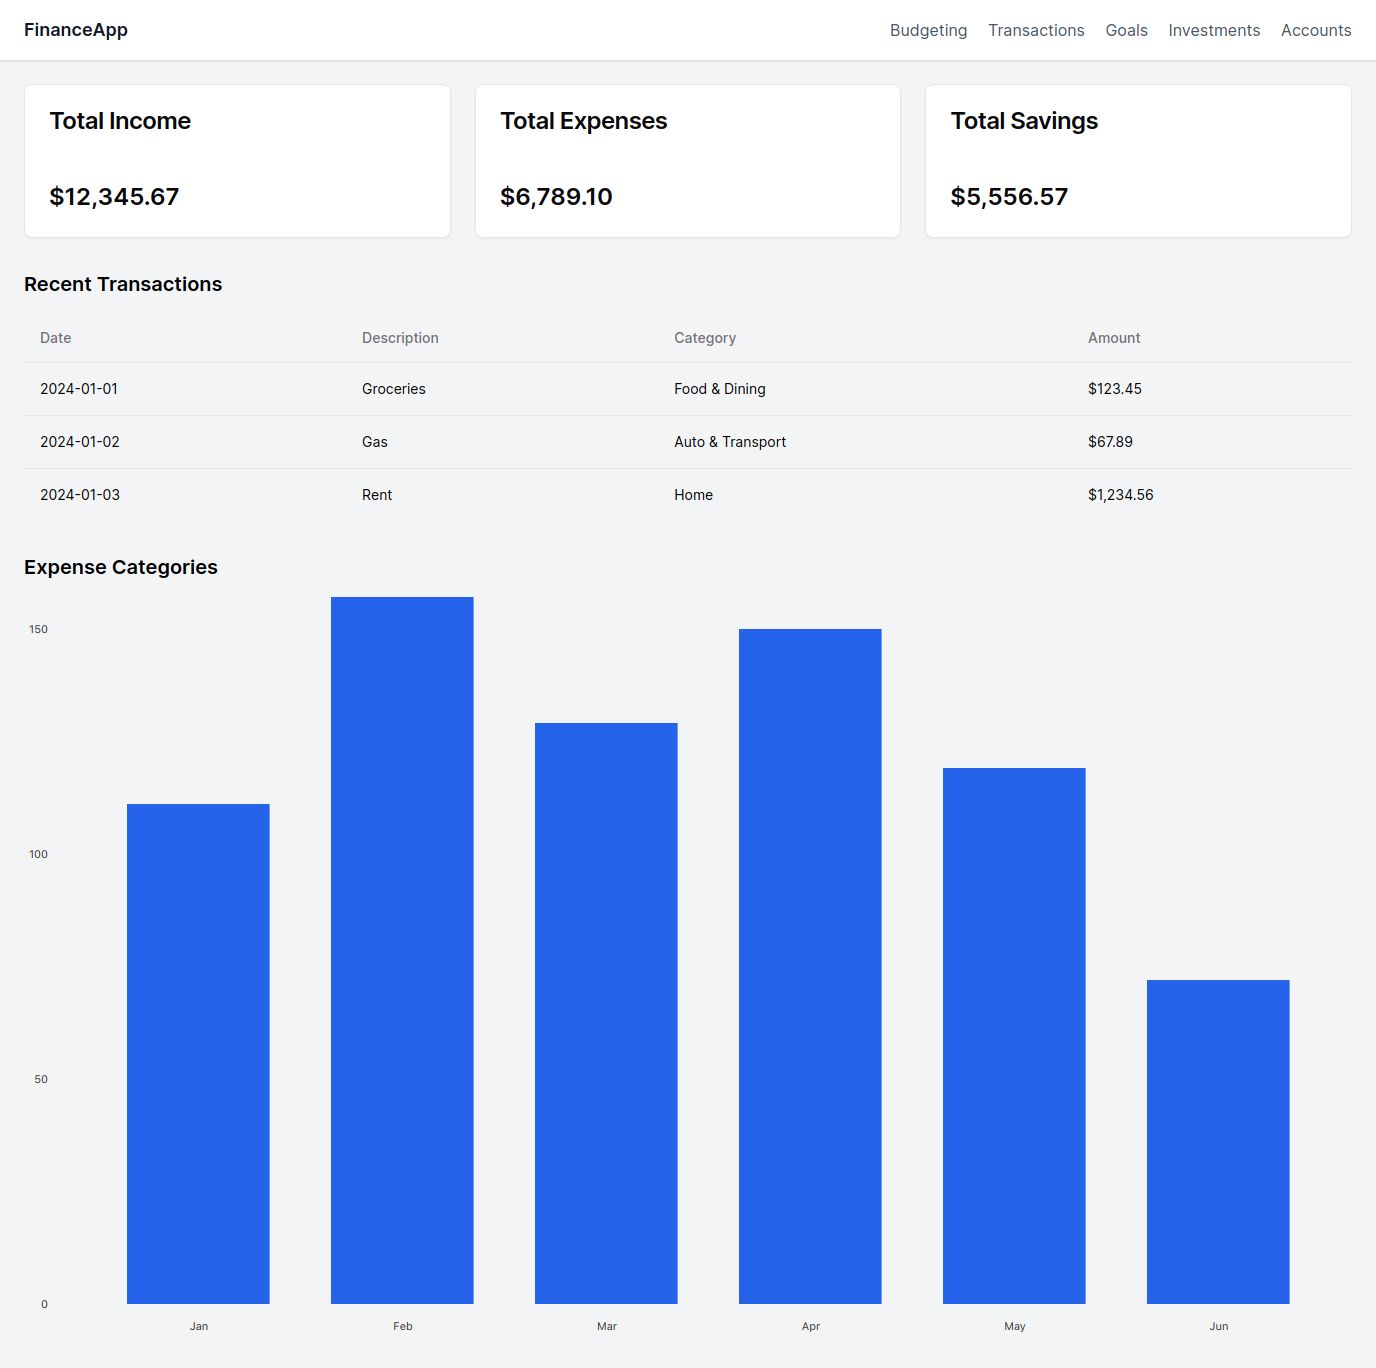 FinanceApp
Budgeting Transactions Goals Investments Accounts
Total Income
$12,345.67
Total Expenses
$6,789.10
Total Savings
$5,556.57
Recent Transactions
Date Description Category Amount
2024-01-01 Groceries Food & Dining $123.45
2024-01-02 Gas Auto & Transport $67.89
2024-01-03 Rent Home $1,234.56
Expense Categories
150
100
50
0
Jan Feb Mar Apr May Jun